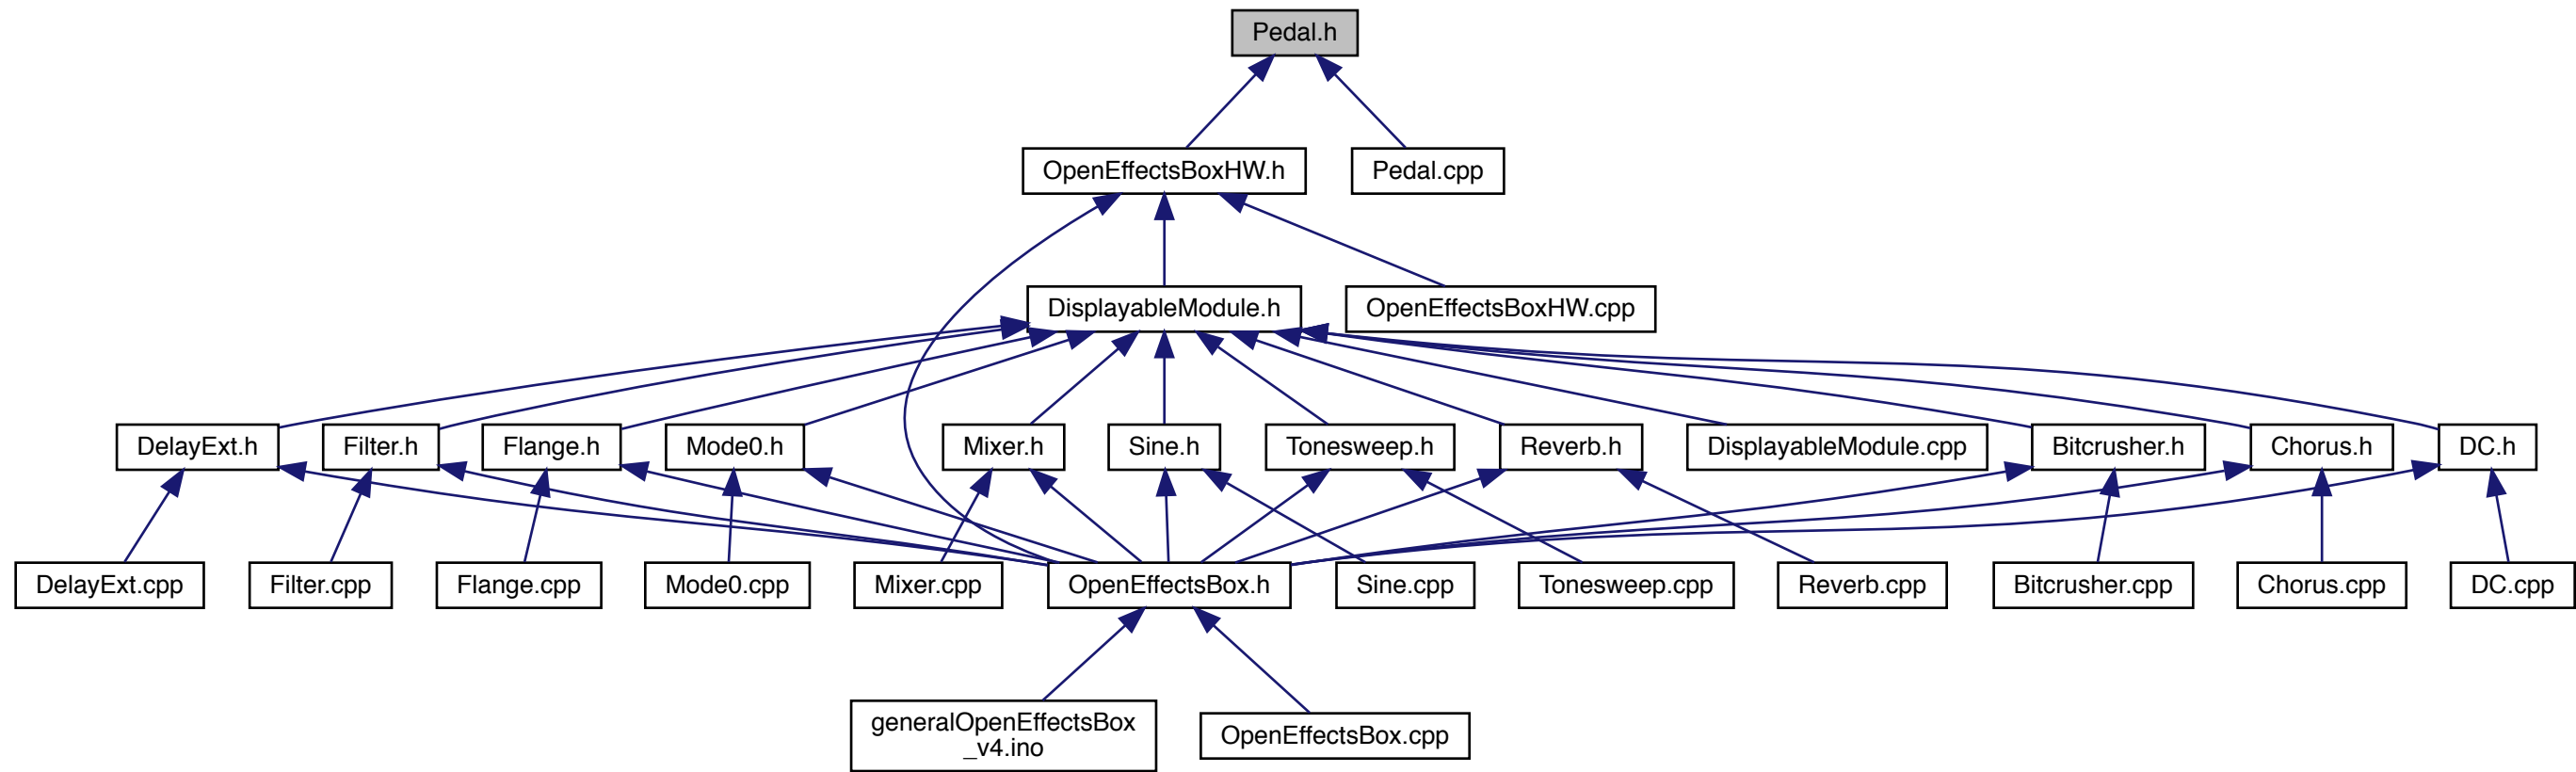 Pedal.h
OpenEffectsBoxHW.h
Pedal.cpp
DisplayableModule.h
OpenEffectsBoxHW.cpp
DelayExt.h
Filter.h
Flange.h
Mode0.h
Mixer.h
Sine.h
Tonesweep.h
Reverb.h
DisplayableModule.cpp
Bitcrusher.h
Chorus.h
DC.h
DelayExt.cpp
Filter.cpp
Flange.cpp
Mode0.cpp
Mixer.cpp
OpenEffectsBox.h
Sine.cpp
Tonesweep.cpp
Reverb.cpp
Bitcrusher.cpp
Chorus.cpp
DC.cpp
generalOpenEffectsBox
_v4.ino
OpenEffectsBox.cpp